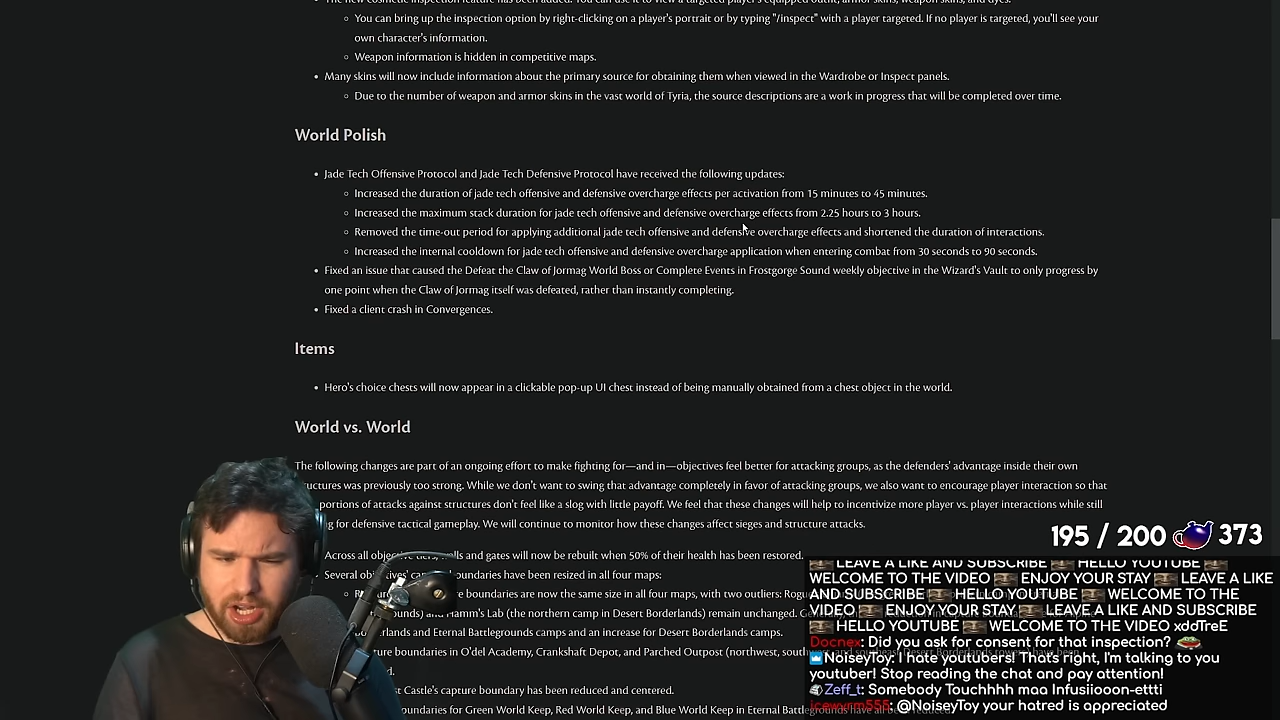 You can bring up the inspection option by right-clicking on a player's portrait or by typing "/inspect" with a player targeted. If no player is targeted, you'll see your
own character's information.
Weapon information is hidden in competitive maps.
Many skins will now include information about the primary source for obtaining them when viewed in the Wardrobe or Inspect panels.
Due to the number of weapon and armor skins in the vast world of Tyria, the source descriptions are a work in progress that will be completed over time.
World Polish
Jade Tech Offensive Protocol and Jade Tech Defensive Protocol have received the following updates:
Increased the duration of jade tech offensive and defensive overcharge effects per activation from 15 minutes to 45 minutes.
Increased the maximum stack duration for jade tech offensive and defensive overcharge effects from 2.25 hours to 3 hours.
Removed the time-out period for applying additional jade tech offensive and defensive overcharge effects and shortened the duration of interactions.
Increased the internal cooldown for jade tech offensive and defensive overcharge application when entering combat from 30 seconds to 90 seconds.
Fixed an issue that caused the Defeat the Claw of Jormag World Boss or Complete Events in Frostgorge Sound weekly objective in the Wizard's Vault to only progress by
one point when the Claw of Jormag itself was defeated, rather than instantly completing.
Fixed a client crash in Convergences.
Items
Hero's choice chests will now appear in a clickable pop-up UI chest instead of being manually obtained from a chest object in the world.
World vs. World
The following changes are part of an ongoing effort to make fighting for—and in—objectives feel better for attacking groups, as the defenders' advantage inside their own
was previously too strong. While we don't want to swing that advantage completely in favor of attacking groups, we also want to encourage player interaction so that
portions of attacks against structures don't feel like a slog with little payoff. We feel that these changes will help to incentivize more player vs. player interactions while still
for defensive tactical gameplay. We will continue to monitor how these changes affect sieges and structure attacks.
Across all and gates will now be rebuilt when 50% of their health has been restored.
Several boundaries have been resized in all four maps:
boundaries are now the same size in all four maps, with two outliers:
and Hamm's Lab (the northern camp in Desert Borderlands) remain unchanged.
and Eternal Battlegrounds camps and an increase for Desert Borderlands camps.
boundaries in O'del Academy, Crankshaft Depot, and Parched Outpost (northwest,
Castle's capture boundary has been reduced and centered.
boundaries for Green World Keep, Red World Keep, and Blue World Keep in Eternal
195 / 200 373
LEAVE A LIKE AND SUBSCRIBE HELLO YOUTUBE
WELCOME TO THE VIDEO ENJOY YOUR STAY LEAVE A LIKE
AND SUBSCRIBE HELLO YOUTUBE WELCOME TO THE
VIDEO ENJOY YOUR STAY LEAVE A LIKE AND SUBSCRIBE
HELLO YOUTUBE WELCOME TO THE VIDEO xddTreE
Docnex: Did you ask for consent for that inspection?
NoiseyToy: I hate youtubers! Thats right, I'm talking to you
youtuber! Stop reading the chat and pay attention!
Zeff_t: Somebody Tauchhhh maa Infusiiooon-ettti
icewyrm555: @NoiseyToy your hatred is appreciated